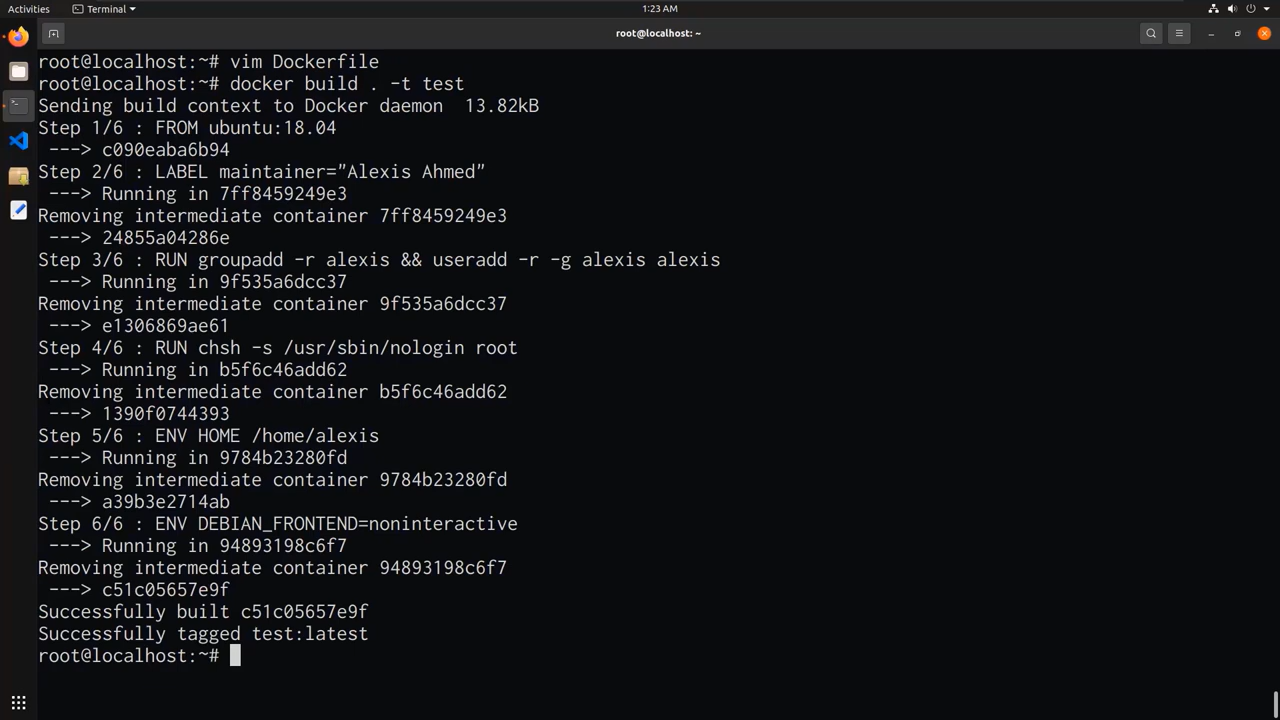 Activities
Terminal
1:23 AM
root@localhost: ~
root@localhost:~# vim Dockerfile
root@localhost:~# docker build . -t test
Sending build context to Docker daemon  13.82kB
Step 1/6 : FROM ubuntu:18.04
 ---> c090eaba6b94
Step 2/6 : LABEL maintainer="Alexis Ahmed"
 ---> Running in 7ff8459249e3
Removing intermediate container 7ff8459249e3
 ---> 24855a04286e
Step 3/6 : RUN groupadd -r alexis && useradd -r -g alexis alexis
 ---> Running in 9f535a6dcc37
Removing intermediate container 9f535a6dcc37
 ---> e1306869ae61
Step 4/6 : RUN chsh -s /usr/sbin/nologin root
 ---> Running in b5f6c46add62
Removing intermediate container b5f6c46add62
 ---> 1390f0744393
Step 5/6 : ENV HOME /home/alexis
 ---> Running in 9784b23280fd
Removing intermediate container 9784b23280fd
 ---> a39b3e2714ab
Step 6/6 : ENV DEBIAN_FRONTEND=noninteractive
 ---> Running in 94893198c6f7
Removing intermediate container 94893198c6f7
 ---> c51c05657e9f
Successfully built c51c05657e9f
Successfully tagged test:latest
root@localhost:~#